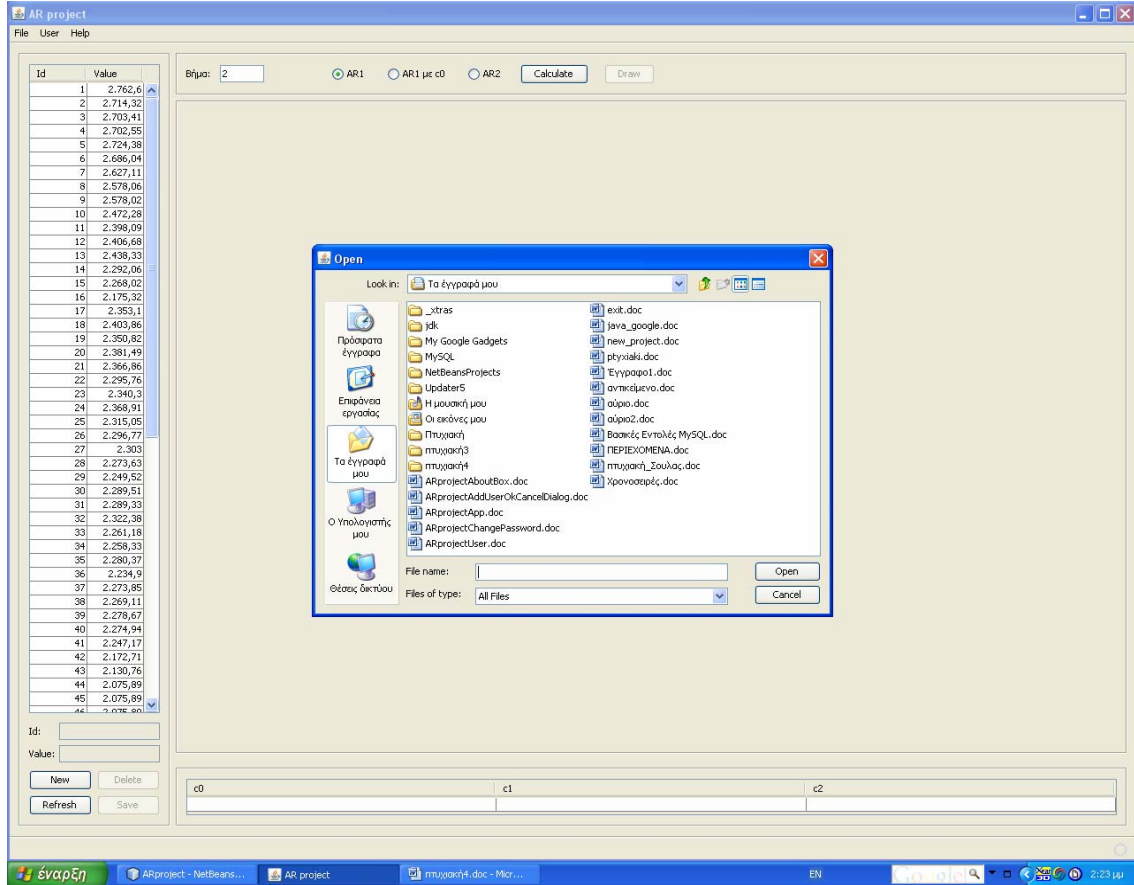 AR project
File User Help
Id Value
1 2.762,6
2 2.714,32
3 2.703,41
4 2.702,55
5 2.724,38
6 2.686,04
7 2.627,11
8 2.578,06
9 2.578,02
10 2.472,28
11 2.398,09
12 2.406,68
13 2.438,33
14 2.292,06
15 2.268,02
16 2.175,32
17 2.353,1
18 2.403,86
19 2.350,82
20 2.381,49
21 2.366,86
22 2.295,76
23 2.340,3
24 2.368,91
25 2.315,05
26 2.296,77
27 2.303
28 2.273,63
29 2.249,52
30 2.289,51
31 2.289,33
32 2.322,38
33 2.261,18
34 2.258,33
35 2.280,37
36 2.234,9
37 2.273,85
38 2.269,11
39 2.278,67
40 2.274,94
41 2.247,17
42 2.172,71
43 2.130,76
44 2.075,89
45 2.075,89
46 2.075,89
Id:
Value:
New Delete
Refresh Save
Βήμα: 2 AR1 AR1 με c0 AR2 Calculate Draw
Open
Look in: Τα έγγραφά μου
Πρόσφατα έγγραφα
Επιφάνεια εργασίας
Τα έγγραφά μου
Ο Υπολογιστής μου
Θέσεις δικτύου
_xtras
jdk
My Google Gadgets
MySQL
NetBeansProjects
Updater5
Η μουσική μου
Οι εικόνες μου
Πτυχιακή
πτυχιακή3
πτυχιακή4
ARprojectAboutBox.doc
ARprojectAddUserOkCancelDialog.doc
ARprojectApp.doc
ARprojectChangePassword.doc
ARprojectUser.doc
exit.doc
java_google.doc
new_project.doc
ptyxiaki.doc
Έγγραφο1.doc
αντικείμενο.doc
αύριο.doc
αύριο2.doc
Βασικές Εντολές MySQL.doc
ΠΕΡΙΕΧΟΜΕΝΑ.doc
πτυχιακή_Σουλας.doc
Χρονοσειρές.doc
File name: Open
Files of type: All Files Cancel
c0 c1 c2
έναρξη ARproject - NetBeans... AR project πτυχιακή4.doc - Micr... EN Google 2:23 μμ